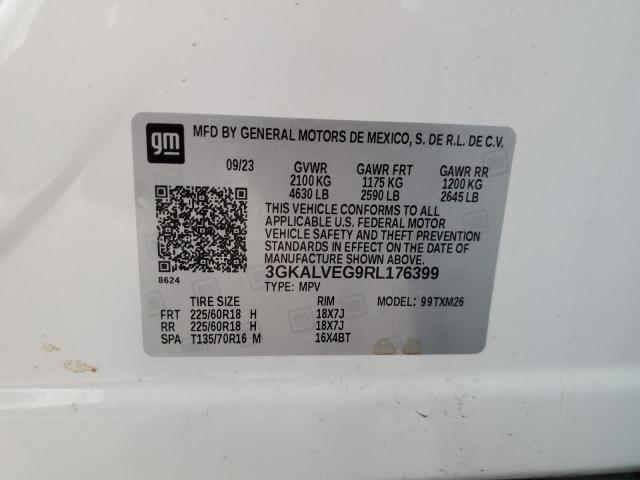 gm MFD BY GENERAL MOTORS DE MEXICO, S. DE R.L. DE C.V.
09/23 GVWR GAWR FRT GAWR RR
2100 KG 1175 KG 1200 KG
4630 LB 2590 LB 2645 LB
THIS VEHICLE CONFORMS TO ALL
APPLICABLE U.S. FEDERAL MOTOR
VEHICLE SAFETY AND THEFT PREVENTION
STANDARDS IN EFFECT ON THE DATE OF
MANUFACTURE SHOWN ABOVE.
8624 3GKALVEG9RL176399
TYPE: MPV
TIRE SIZE RIM MODEL: 99TXM26
FRT 225/60R18 H 18X7J
RR 225/60R18 H 18X7J
SPA T135/70R16 M 16X4BT